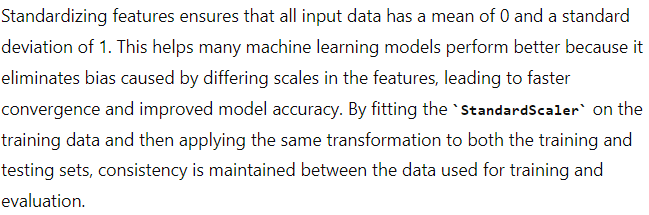 Standardizing features ensures that all input data has a mean of 0 and a standard
deviation of 1. This helps many machine learning models perform better because it
eliminates bias caused by differing scales in the features, leading to faster
convergence and improved model accuracy. By fitting the `StandardScaler` on the
training data and then applying the same transformation to both the training and
testing sets, consistency is maintained between the data used for training and
evaluation.